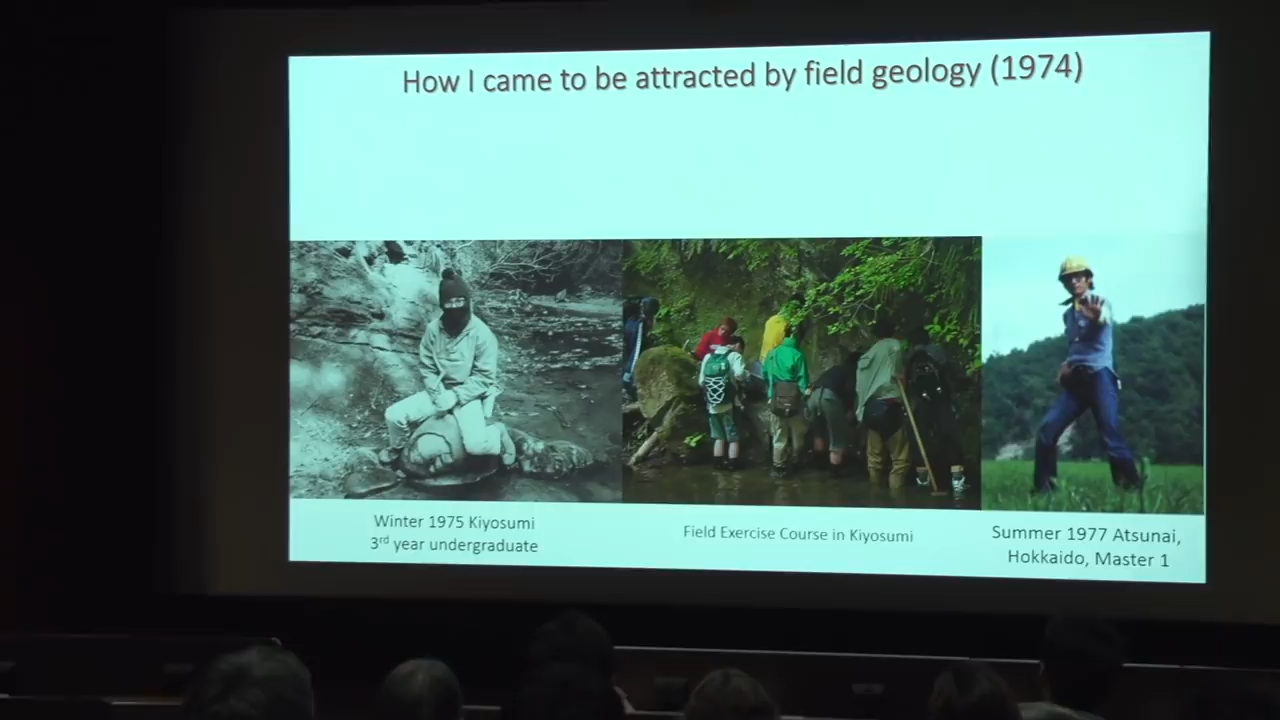 How I came to be attracted by field geology (1974)
Winter 1975 Kiyosumi
3rd year undergraduate
Field Exercise Course in Kiyosumi
Summer 1977 Atsunai,
Hokkaido, Master 1